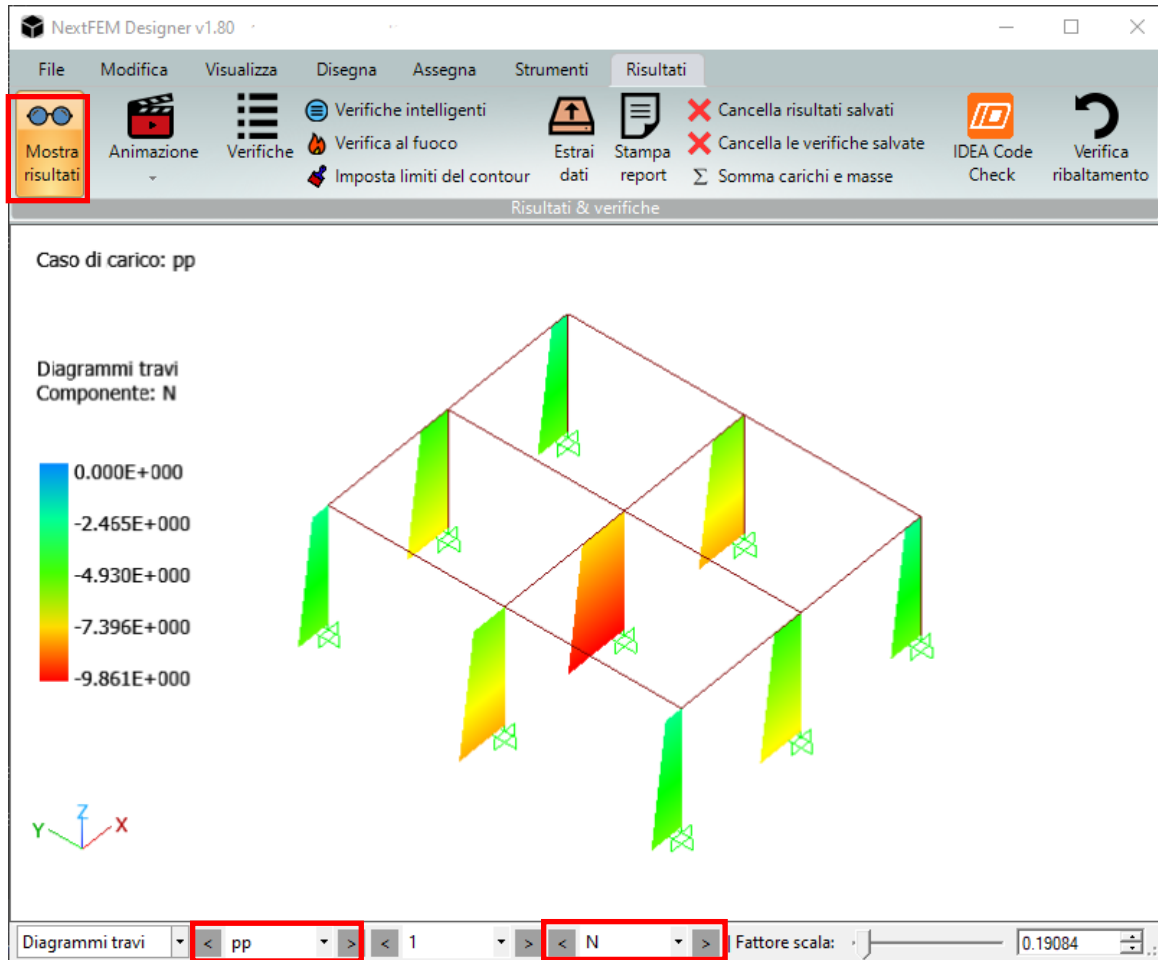 NextFEM Designer v1.80
File Modifica Visualizza Disegna Assegna Strumenti Risultati
Mostra risultati
Animazione
Verifiche
Verifiche intelligenti
Verifica al fuoco
Imposta limiti del contour
Estrai dati
Stampa report
Cancella risultati salvati
Cancella le verifiche salvate
Σ Somma carichi e masse
IDEA Code Check
Verifica ribaltamento
Risultati & verifiche
Caso di carico: pp
Diagrammi travi
Componente: N
0.000E+000
-2.465E+000
-4.930E+000
-7.396E+000
-9.861E+000
Z
Y X
Diagrammi travi < pp > < 1 > < N > Fattore scala: 0.19084